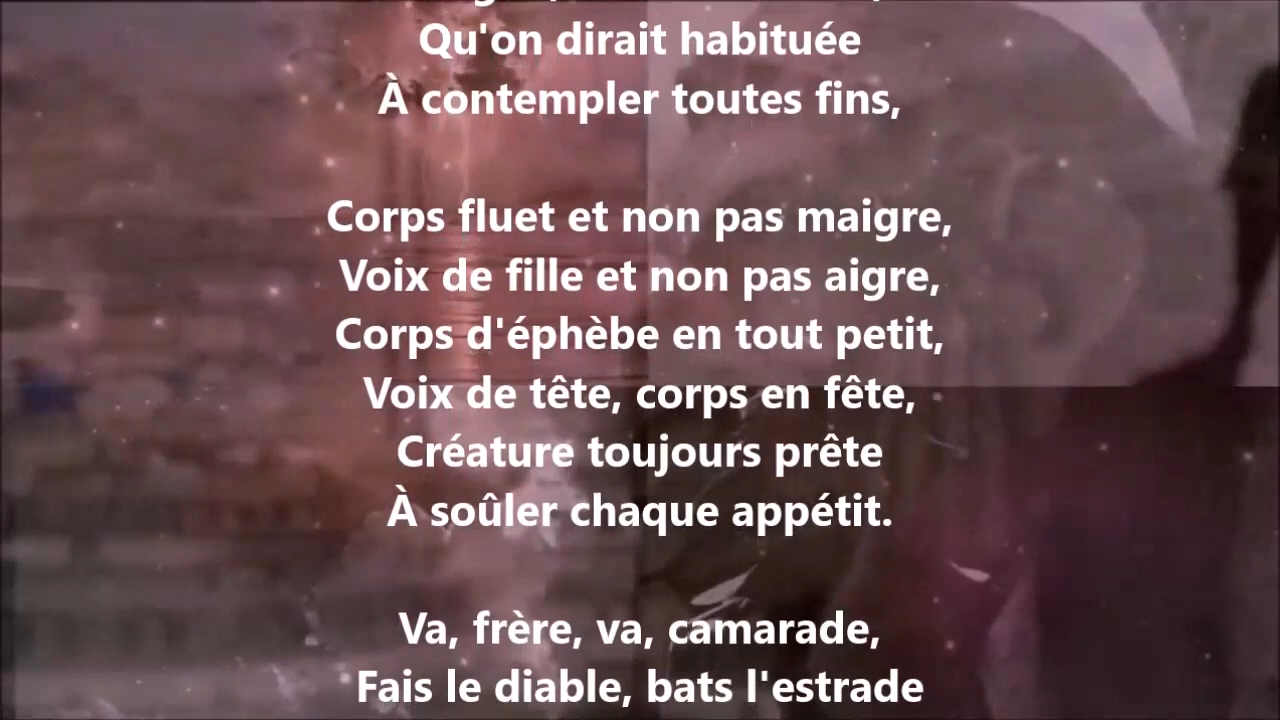 Qu'on dirait habituée
À contempler toutes fins,
Corps fluet et non pas maigre,
Voix de fille et non pas aigre,
Corps d'éphèbe en tout petit,
Voix de tête, corps en fête,
Créature toujours prête
À soûler chaque appétit.
Va, frère, va, camarade,
Fais le diable, bats l'estrade